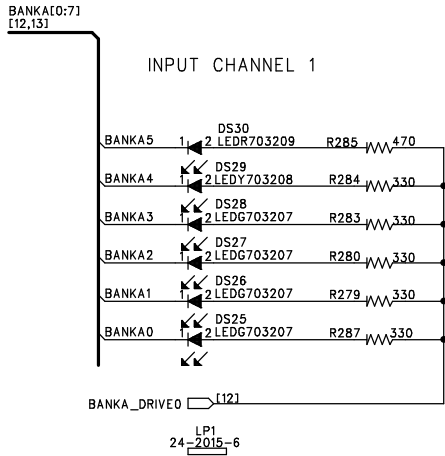 BANKA[0:7]
[12,13]
INPUT CHANNEL 1
DS30
BANKA5 1 2 LEDR703209 R285 470
DS29
BANKA4 1 2 LEDY703208 R284 330
DS28
BANKA3 1 2 LEDG703207 R283 330
DS27
BANKA2 1 2 LEDG703207 R280 330
DS26
BANKA1 1 2 LEDG703207 R279 330
DS25
BANKA0 1 2 LEDG703207 R287 330
BANKA_DRIVE0 [12]
LP1
24-2015-6